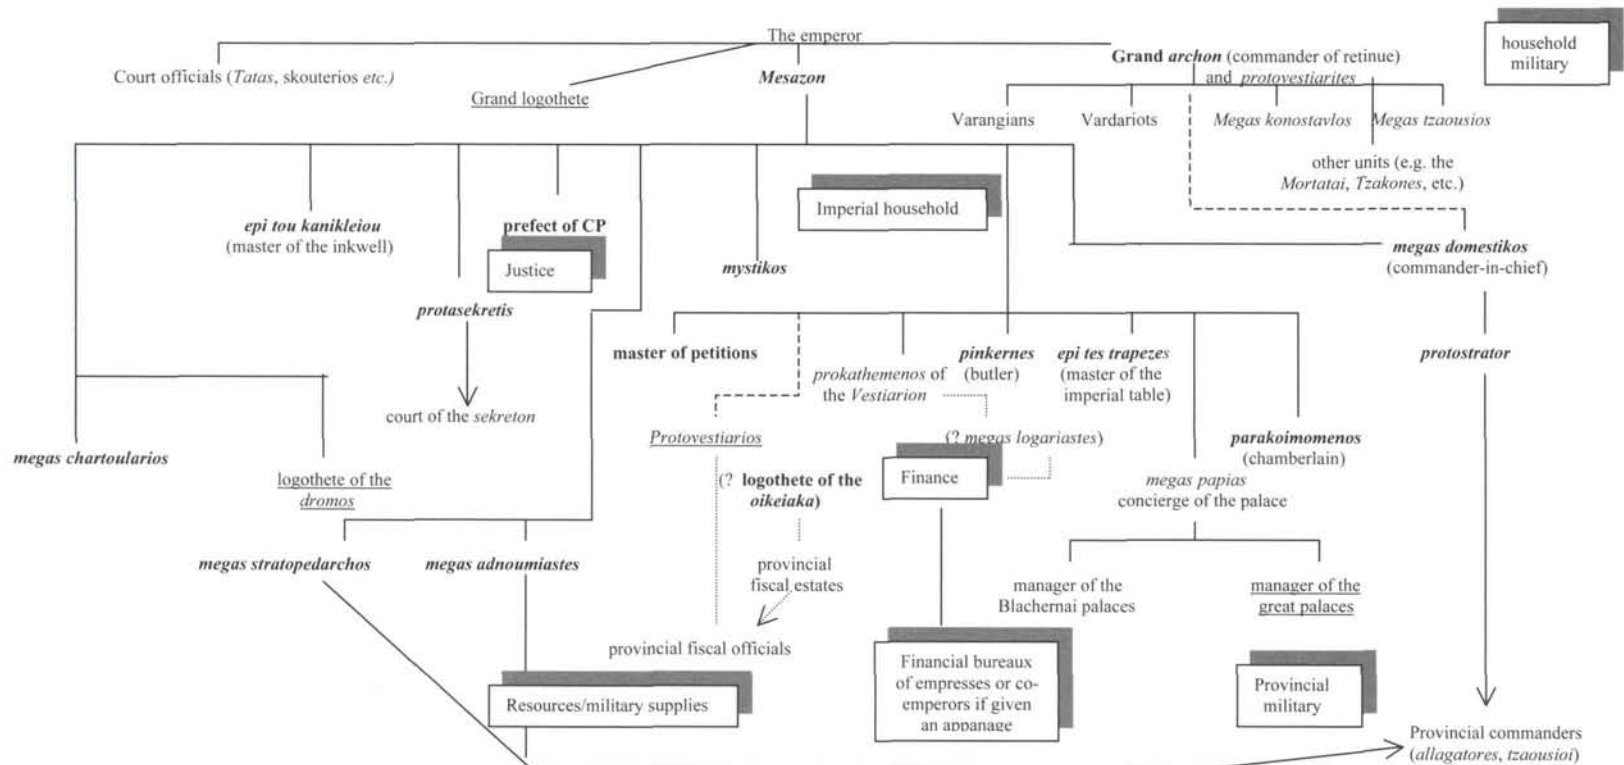 The emperor
household
military
Court officials (Tatas, skouterios etc.)
Grand logothete
Mesazon
Grand archon (commander of retinue)
and protovestiarites
Varangians
Vardariots
Megas konostavlos
Megas tzaousios
other units (e.g. the
Mortatai, Tzakones, etc.)
epi tou kanikleiou
(master of the inkwell)
prefect of CP
Justice
Imperial household
mystikos
megas domestikos
(commander-in-chief)
protasekretis
master of petitions
prokathemenos of
the Vestiarion
pinkernes
(butler)
epi tes trapezes
(master of the
imperial table)
protostrator
court of the sekreton
Protovestiarios
(? megas logariastes)
parakoimomenos
(chamberlain)
megas chartoularios
logothete of the
dromos
(? logothete of the
oikeiaka)
Finance
megas papias
concierge of the palace
megas stratopedarchos
megas adnoumiastes
provincial
fiscal estates
manager of the
Blachernai palaces
manager of the
great palaces
provincial fiscal officials
Resources/military supplies
Financial bureaux
of empresses or co-
emperors if given
an appanage
Provincial
military
Provincial commanders
(allagatores, tzaousioi)